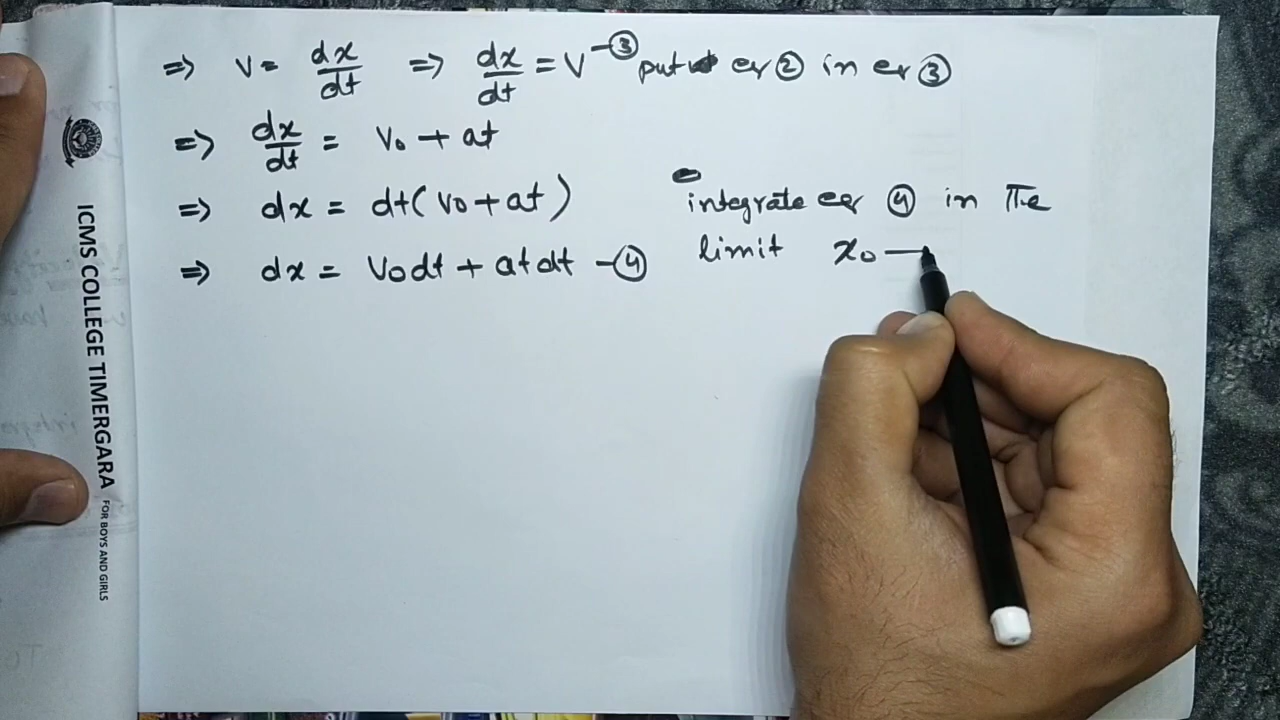 ⇒ v = dx/dt ⇒ dx/dt = v —③ put eq ② in eq ③
⇒ dx/dt = v₀ + at
⇒ dx = dt(v₀ + at)
⇒ dx = v₀dt + atdt —④
integrate eq ④ in the
limit x₀ —
ICMS COLLEGE TIMERGARA FOR BOYS AND GIRLS